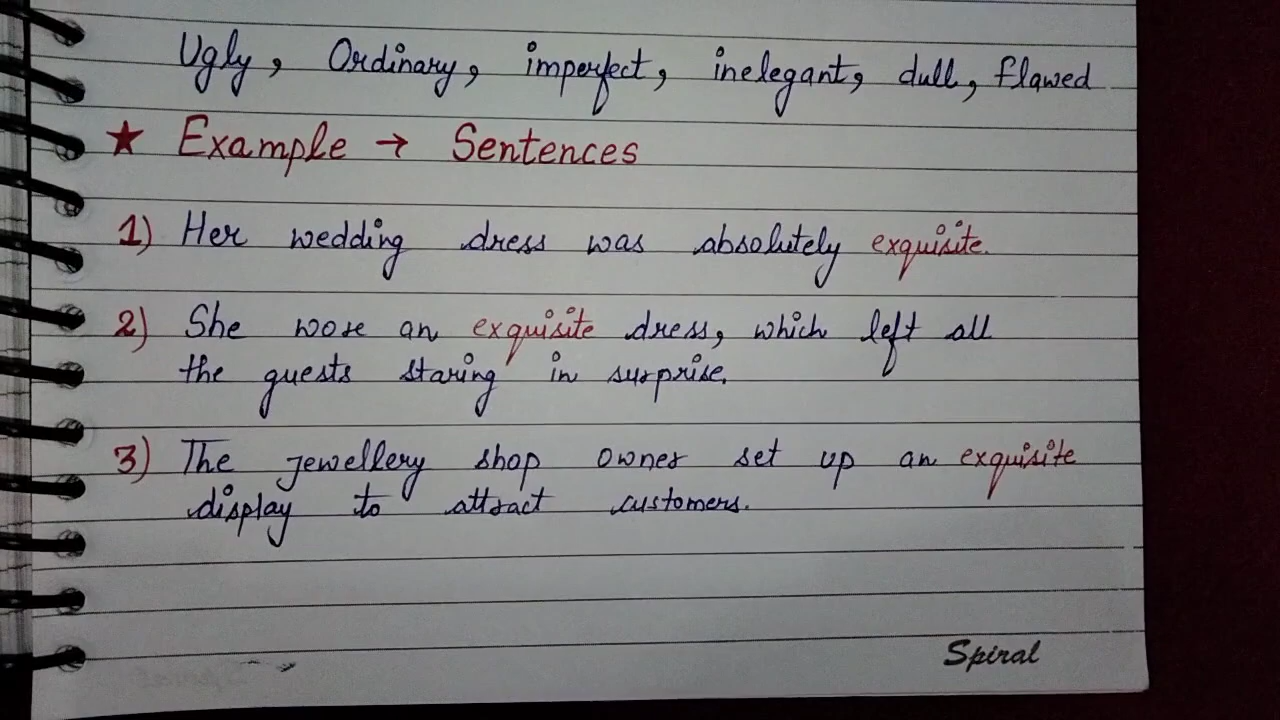 Ugly, Ordinary, imperfect, inelegant, dull, flawed
★ Example → Sentences
1) Her wedding dress was absolutely exquisite.
2) She wore an exquisite dress, which left all
the guests staring in surprise.
3) The jewellery shop owner set up an exquisite
display to attract customers.
Spiral